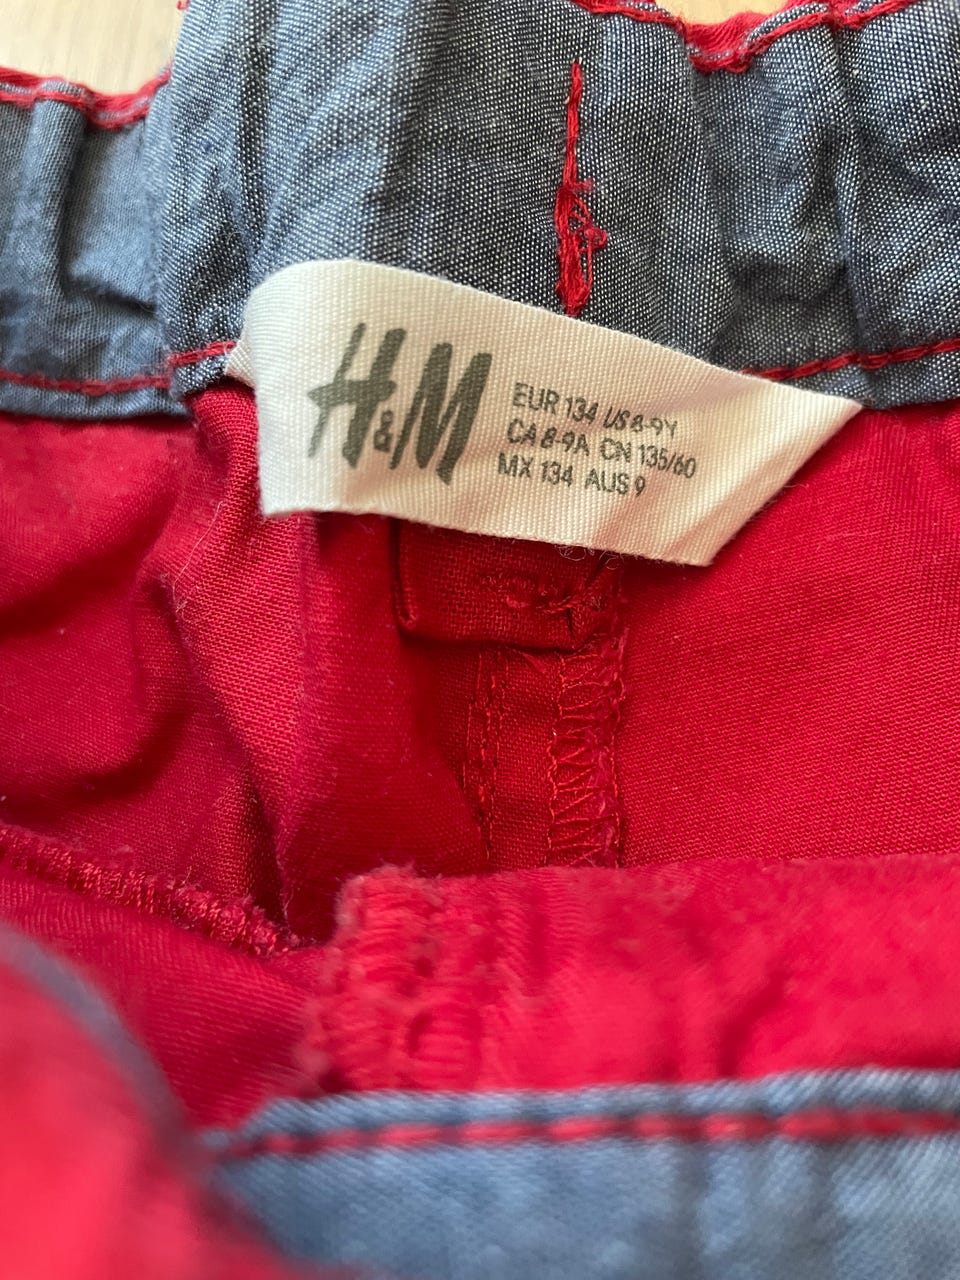 H&M
EUR 134 US 8-9Y
CA 8-9A CN 135/60
MX 134 AUS 9